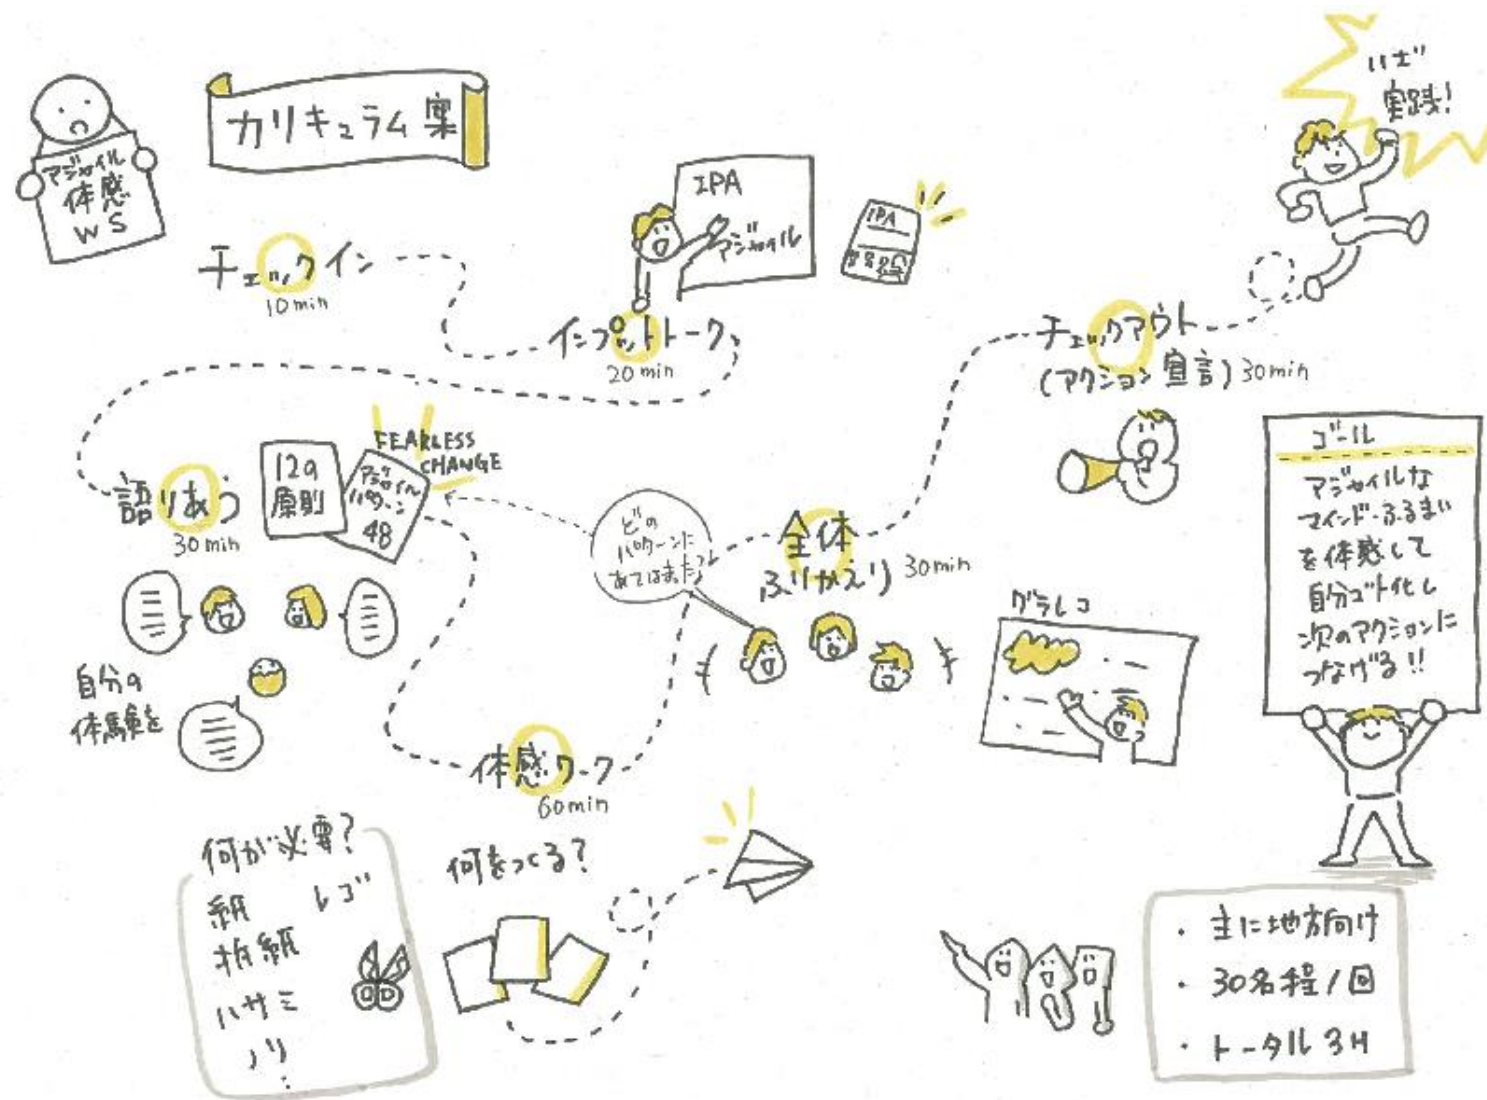 カリキュラム案
アジャイル
体感
WS
チェックイン
10min
IPA
アジャイル
IPA
インプットトーク
20min
語りあう
30min
12の
原則
アジャイル
パターン
48
FEARLESS
CHANGE
自分の
体験を
体感ワーク
60min
何が必要?
紙 レゴ
折紙
ハサミ
ノリ
:
何をつくる?
どの
パターンに
あてはまった?
全体
ふりかえり 30min
グラレコ
チェックアウト
(アクション宣言) 30min
いざ
実践!
ゴール
アジャイルな
マインド・ふるまい
を体感して
自分ゴト化し
次のアクションに
つなげる!!
・主に地方向け
・30名程/回
・トータル3H